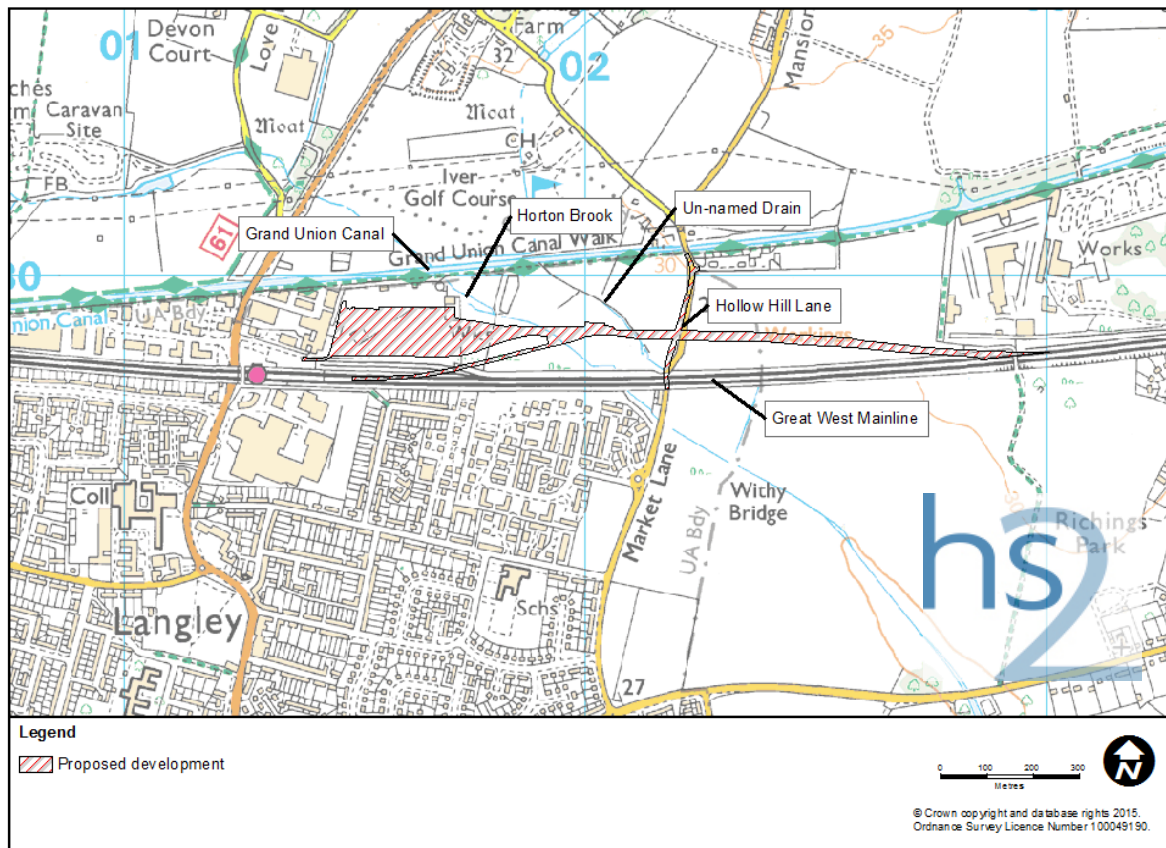 01
Devon
Court
Love
Farm
32
02
Mansion
35
Caravan
Site
Moat
Moat
CH
FB
Iver
Golf Course
Horton Brook
Un-named Drain
61
Grand Union Canal
Grand Union Canal Walk
30
30
Works
Union Canal
UA Bdy
Hollow Hill Lane
Workings
Great West Mainline
Coll
Market Lane
Withy
Bridge
UA Bdy
hs2
Richings
Park
Schs
Langley
27
Legend
Proposed development
0 100 200 300
Metres
N
© Crown copyright and database rights 2015.
Ordnance Survey Licence Number 100049190.